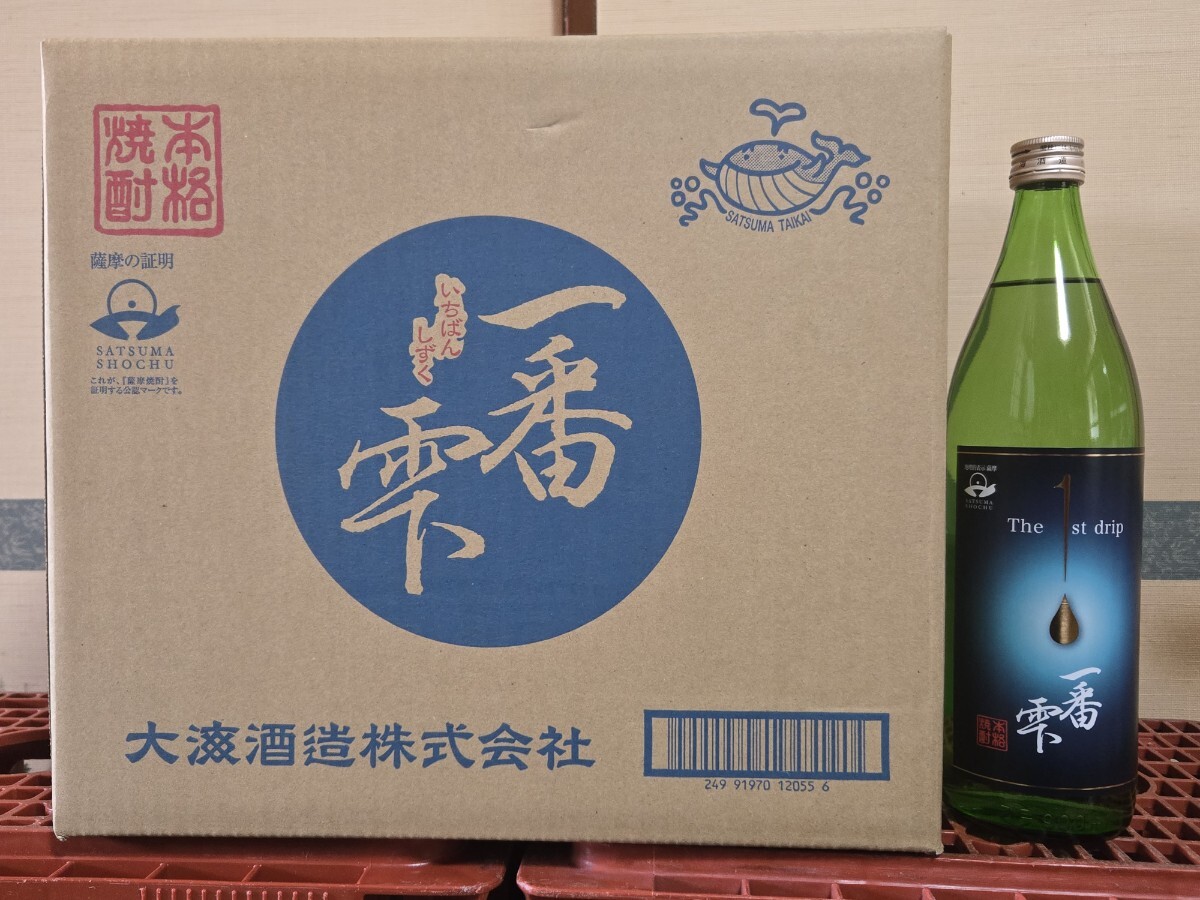 本格
焼酎
薩摩の証明
SATSUMA
SHOCHU
これが、「薩摩焼酎」を
証明する公認マークです。
SATSUMA TAIKAI
いちばん
しずく
一番
雫
大海酒造株式会社
249 91970 12055 6
SATSUMA
SHOCHU
The 1st drip
一番
雫
本格
焼酎